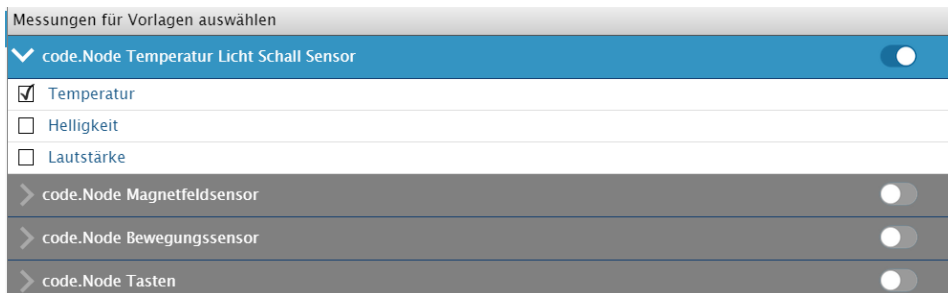 Messungen für Vorlagen auswählen
code.Node Temperatur Licht Schall Sensor
Temperatur
Helligkeit
Lautstärke
code.Node Magnetfeldsensor
code.Node Bewegungssensor
code.Node Tasten